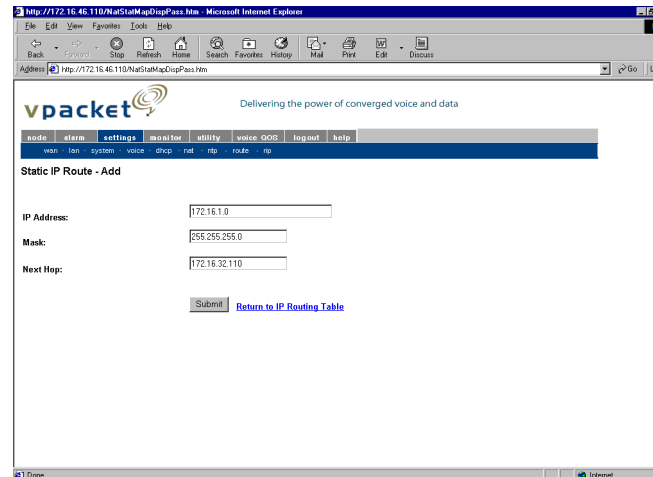 http://172.16.46.110/NatStatMapDispPass.htm - Microsoft Internet Explorer
File Edit View Favorites Tools Help
Back Forward Stop Refresh Home Search Favorites History Mail Print Edit Discuss
Address http://172.16.46.110/NatStatMapDispPass.htm Go
vpacket Delivering the power of converged voice and data
node alarm settings monitor utility voice QOS logout help
wan - lan - system - voice - dhcp - nat - rtp - route - rip
Static IP Route - Add
IP Address: 172.16.1.0
Mask: 255.255.255.0
Next Hop: 172.16.32.110
Submit Return to IP Routing Table
Done Internet